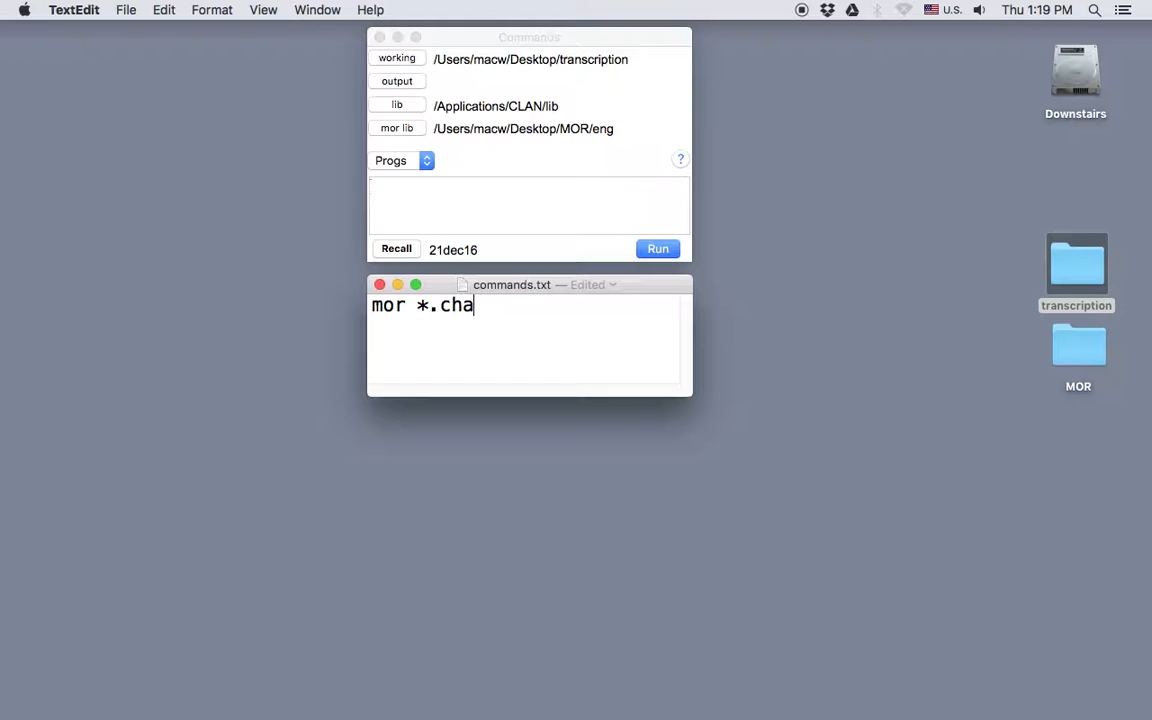 TextEdit File Edit Format View Window Help U.S. Thu 1:19 PM
Commands
working /Users/macw/Desktop/transcription
output
lib /Applications/CLAN/lib
mor lib /Users/macw/Desktop/MOR/eng
Progs ?
Recall 21dec16 Run
commands.txt — Edited
mor *.cha
Downstairs
transcription
MOR